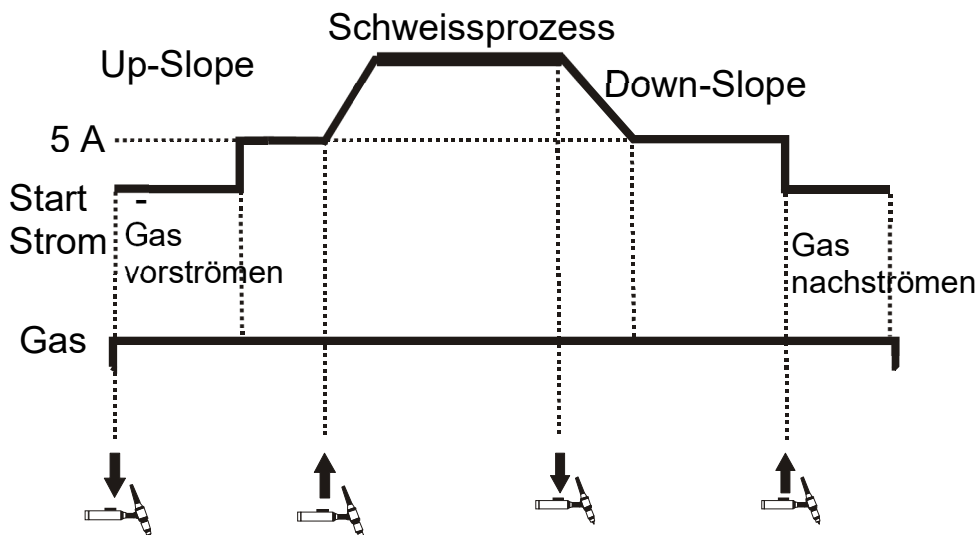 Schweissprozess
Up-Slope
Down-Slope
5 A
Start
Strom
Gas
vorströmen
Gas
nachströmen
Gas